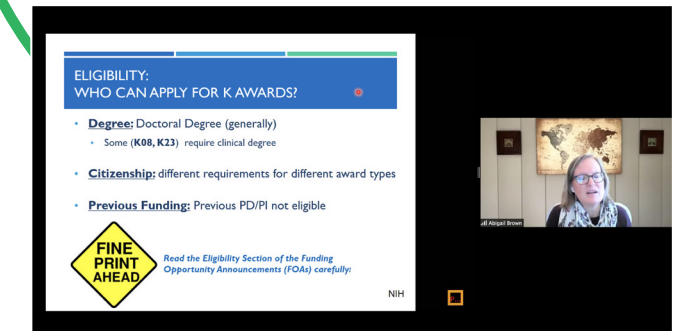 ELIGIBILITY:
WHO CAN APPLY FOR K AWARDS?
• Degree: Doctoral Degree (generally)
• Some (K08, K23) require clinical degree
• Citizenship: different requirements for different award types
• Previous Funding: Previous PD/PI not eligible
FINE
PRINT
AHEAD
Read the Eligibility Section of the Funding
Opportunity Announcements (FOAs) carefully:
NIH
Abigail Brown